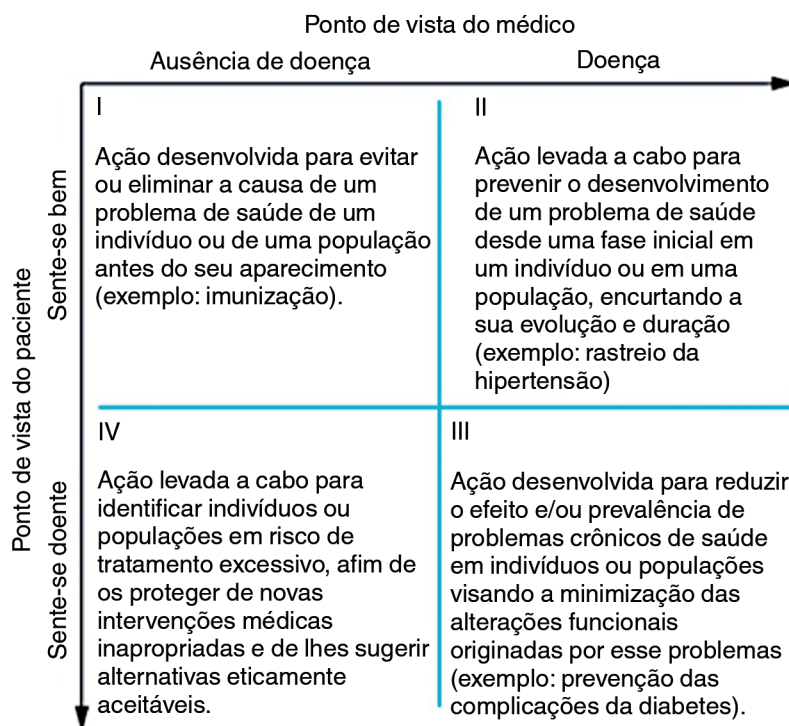 Ponto de vista do médico
Ausência de doença
Doença
Ponto de vista do paciente
Sente-se bem
Sente-se doente
I
Ação desenvolvida para evitar
ou eliminar a causa de um
problema de saúde de um
indivíduo ou de uma população
antes do seu aparecimento
(exemplo: imunização).
II
Ação levada a cabo para
prevenir o desenvolvimento
de um problema de saúde
desde uma fase inicial em
um indivíduo ou em uma
população, encurtando a
sua evolução e duração
(exemplo: rastreio da
hipertensão)
IV
Ação levada a cabo para
identificar indivíduos ou
populações em risco de
tratamento excessivo, afim de
os proteger de novas
intervenções médicas
inapropriadas e de lhes sugerir
alternativas eticamente
aceitáveis.
III
Ação desenvolvida para reduzir
o efeito e/ou prevalência de
problemas crônicos de saúde
em indivíduos ou populações
visando a minimização das
alterações funcionais
originadas por esse problemas
(exemplo: prevenção das
complicações da diabetes).